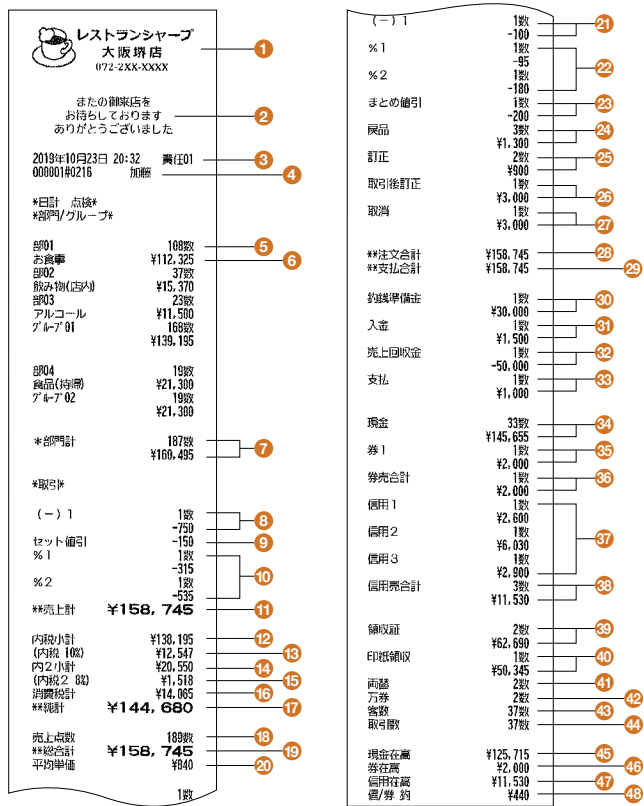 レストランシャープ
大阪堺店
072-2XX-XXXX
1
またの御来店を
お待ちしております
ありがとうございました
2
2019年10月23日 20:32 責任01
3
000001#0216 加藤
4
*日計 点検*
*部門/グループ*
部01 108数
5
お食事 ¥112,325
6
部02 37数
飲み物(店内) ¥15,370
部03 23数
アルコール ¥11,500
グループ01 168数
¥139,195
部04 19数
食品(持帰) ¥21,300
グループ02 19数
¥21,300
*部門計 187数
¥160,495
7
*取引*
(-)1 1数
-750
8
セット値引 -150
9
%1 1数
-315
%2 1数
-535
10
**売上計 ¥158,745
11
内税小計 ¥138,195
12
(内税 10%) ¥12,547
13
内2小計 ¥20,550
14
(内税2 8%) ¥1,518
15
消費税計 ¥14,065
16
**純計 ¥144,680
17
売上点数 189数
18
**総合計 ¥158,745
19
平均単価 ¥840
20
1数
(-)1 1数
-100
21
%1 1数
-95
%2 1数
-180
22
まとめ値引 1数
-200
23
戻品 3数
¥1,300
24
訂正 2数
¥900
25
取引後訂正 1数
¥3,000
26
取消 1数
¥3,000
27
**注文合計 ¥158,745
28
**支払合計 ¥158,745
29
釣銭準備金 1数
¥30,000
30
入金 1数
¥1,500
31
売上回収金 1数
-50,000
32
支払 1数
¥1,000
33
現金 33数
¥145,655
34
券1 1数
¥2,000
35
券売合計 1数
¥2,000
36
信用1 1数
¥2,600
信用2 1数
¥6,030
信用3 1数
¥2,900
37
信用売合計 3数
¥11,530
38
領収証 2数
¥62,690
39
印紙領収 1数
¥50,345
40
両替 2数
41
万券 2数
42
客数 37数
43
取引数 37数
44
現金在高 ¥125,715
45
券在高 ¥2,000
46
信用在高 ¥11,530
47
信/券 釣 ¥440
48